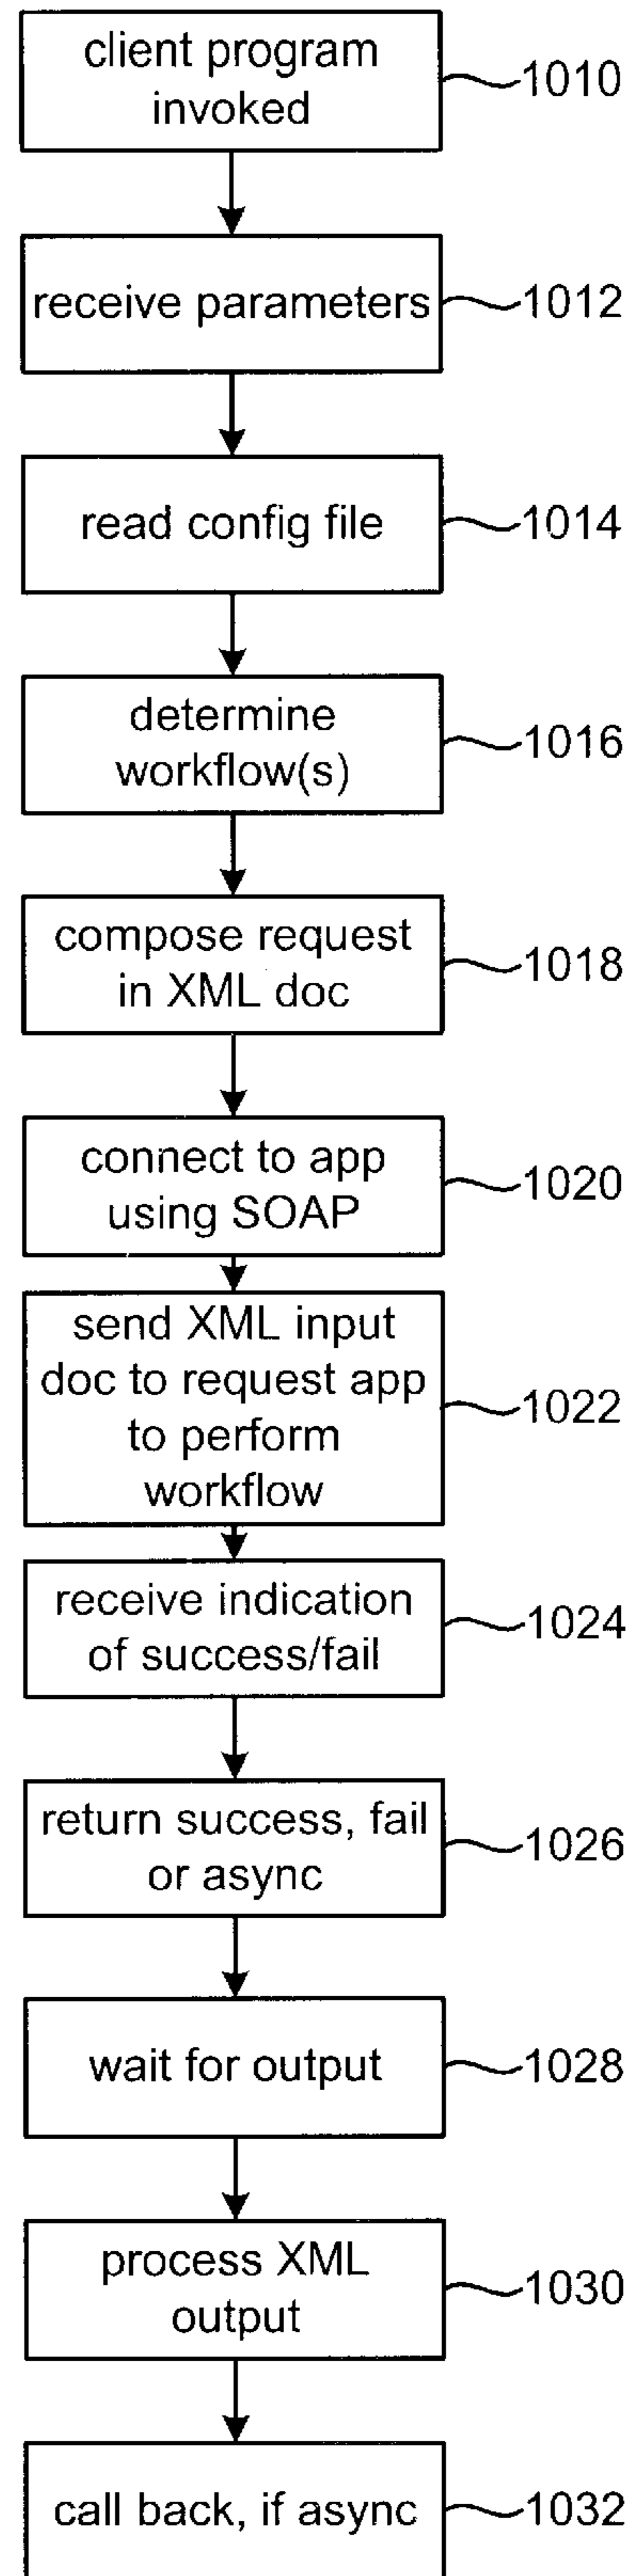 client program
invoked
1010
receive parameters
1012
read config file
1014
determine
workflow(s)
1016
compose request
in XML doc
1018
connect to app
using SOAP
1020
send XML input
doc to request app
to perform
workflow
1022
receive indication
of success/fail
1024
return success, fail
or async
1026
wait for output
1028
process XML
output
1030
call back, if async
1032